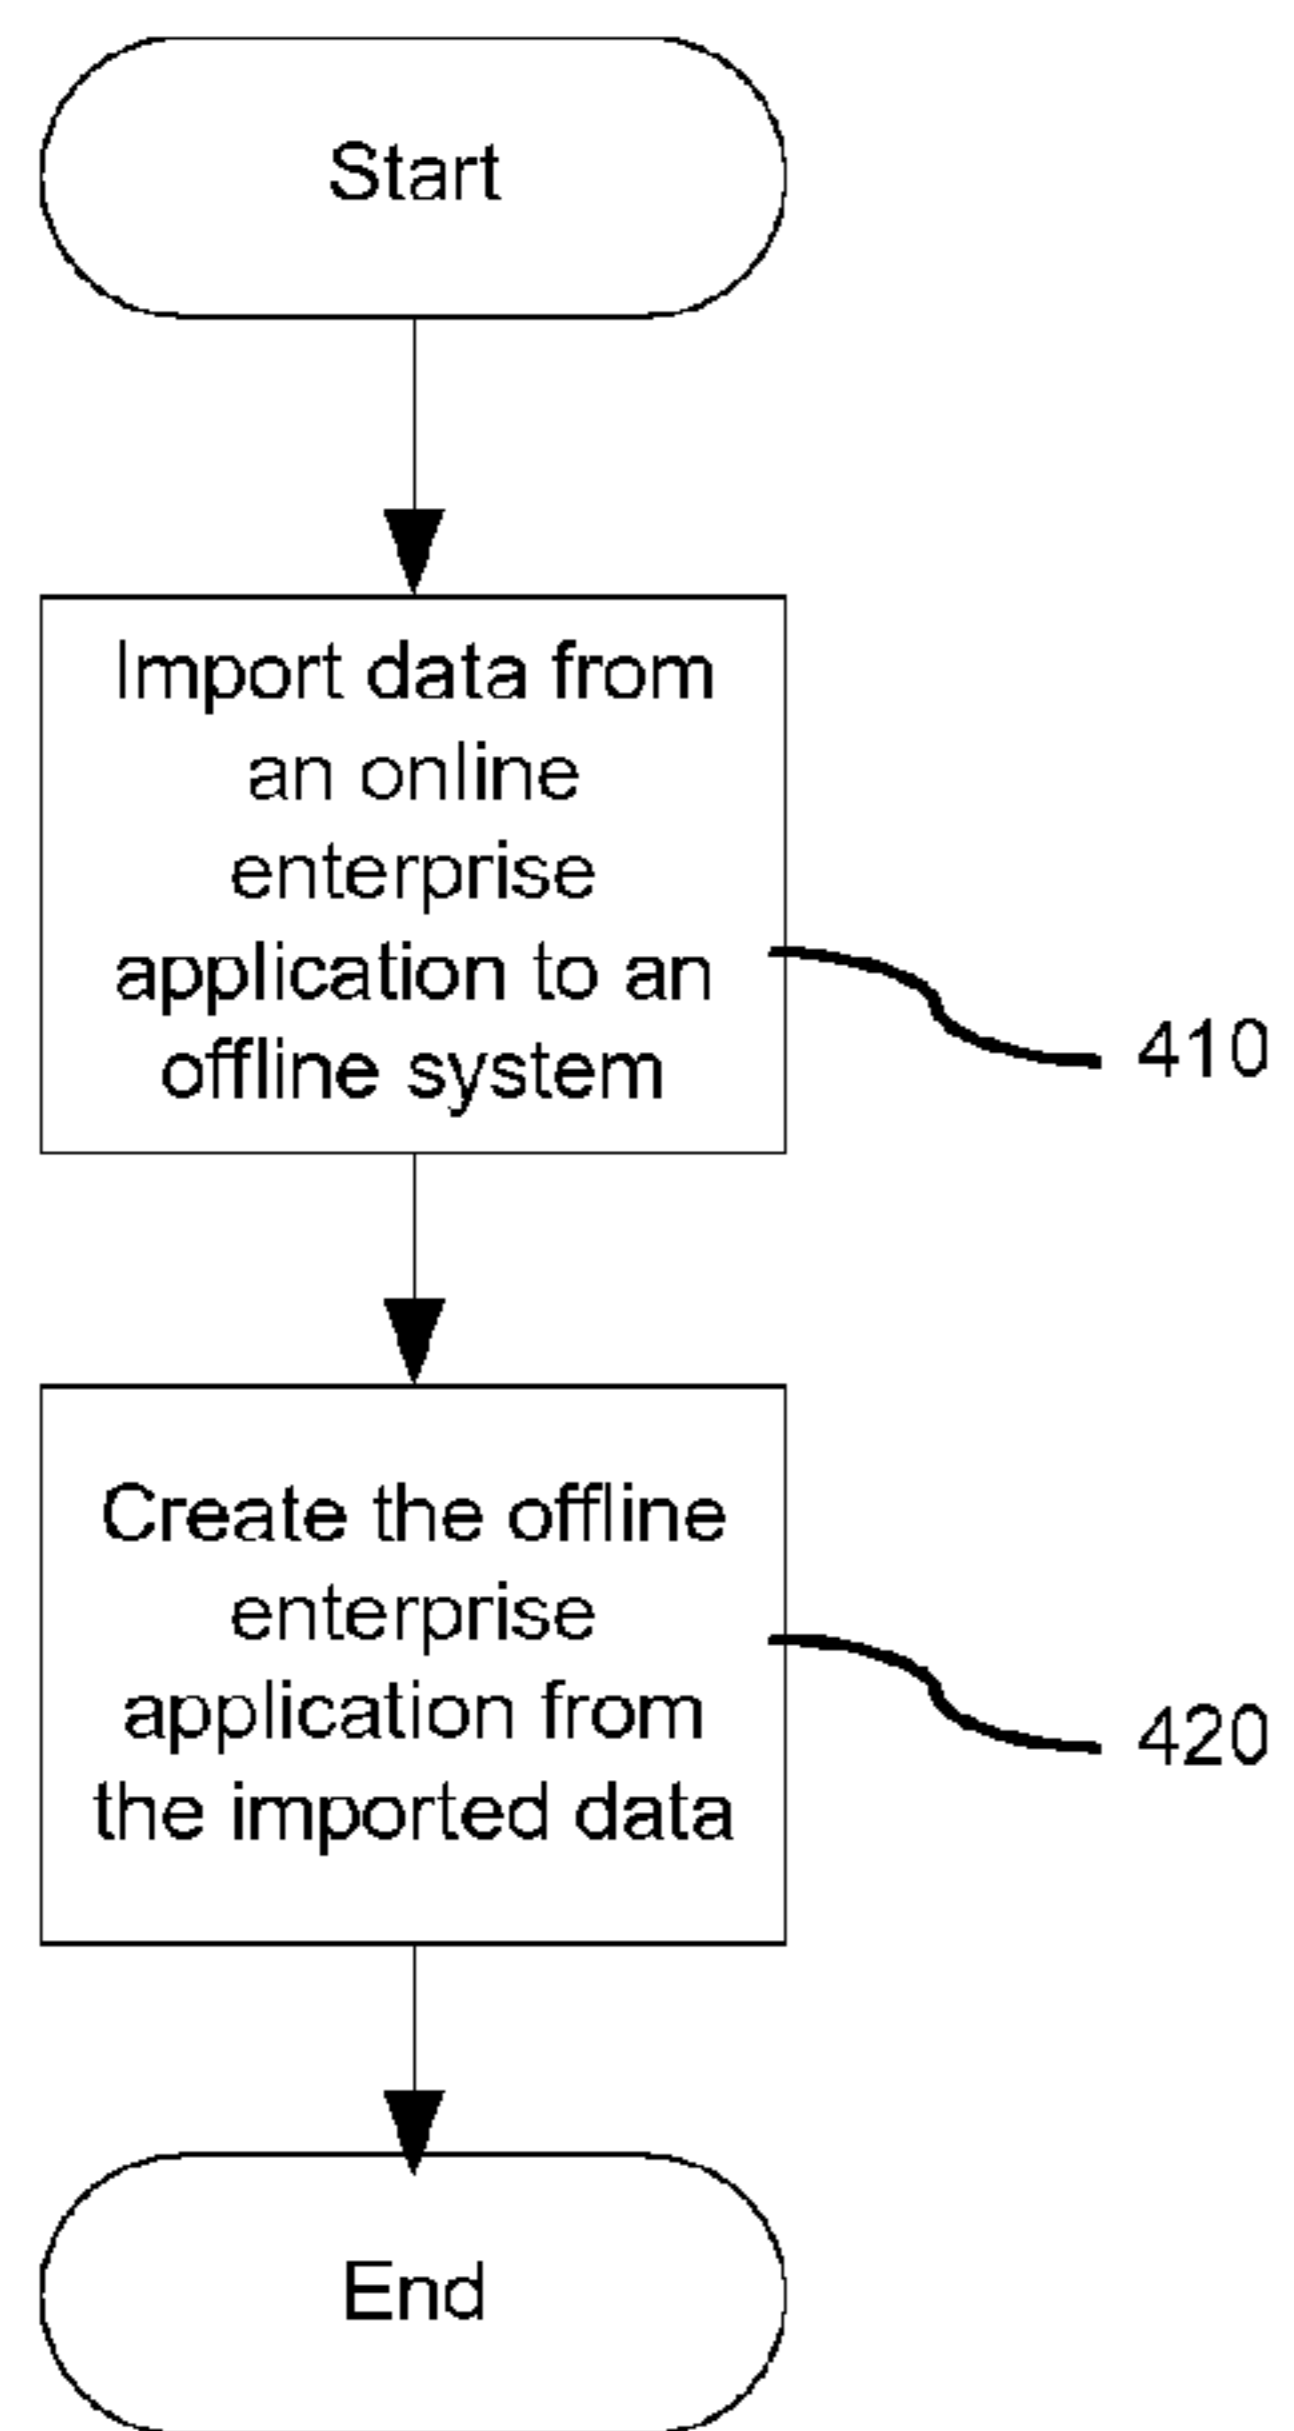 Start
Import data from
an online
enterprise
application to an
offline system
410
Create the offline
enterprise
application from
the imported data
420
End